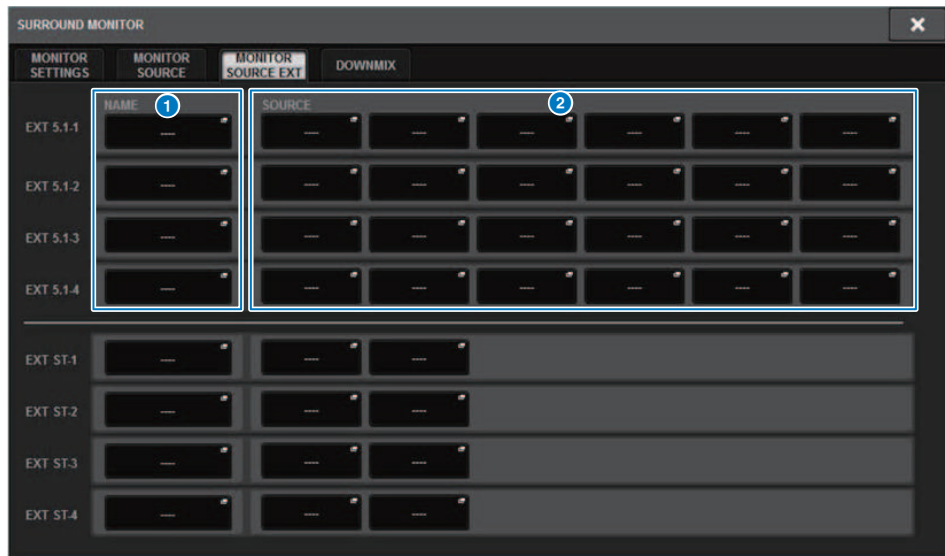 SURROUND MONITOR
MONITOR SETTINGS
MONITOR SOURCE
MONITOR SOURCE EXT
DOWNMIX
NAME 1 SOURCE 2
EXT 5.1-1 ---- ---- ---- ---- ---- ---- ----
EXT 5.1-2 ---- ---- ---- ---- ---- ---- ----
EXT 5.1-3 ---- ---- ---- ---- ---- ---- ----
EXT 5.1-4 ---- ---- ---- ---- ---- ---- ----
EXT ST-1 ---- ---- ----
EXT ST-2 ---- ---- ----
EXT ST-3 ---- ---- ----
EXT ST-4 ---- ---- ----